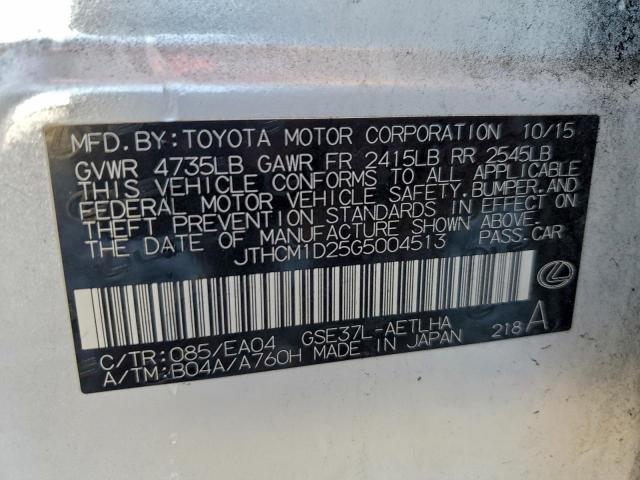 MFD. BY: TOYOTA MOTOR CORPORATION 10/15
GVWR 4735LB GAWR FR 2415LB RR 2545LB
THIS VEHICLE CONFORMS TO ALL APPLICABLE
FEDERAL MOTOR VEHICLE SAFETY, BUMPER, AND
THEFT PREVENTION STANDARDS IN EFFECT ON
THE DATE OF MANUFACTURE SHOWN ABOVE.
JTHCM1D25G5004513 PASS.CAR
C/TR: 085/EA04 GSE37L-AETLHA 218 A
A/TM: B04A/A760H MADE IN JAPAN